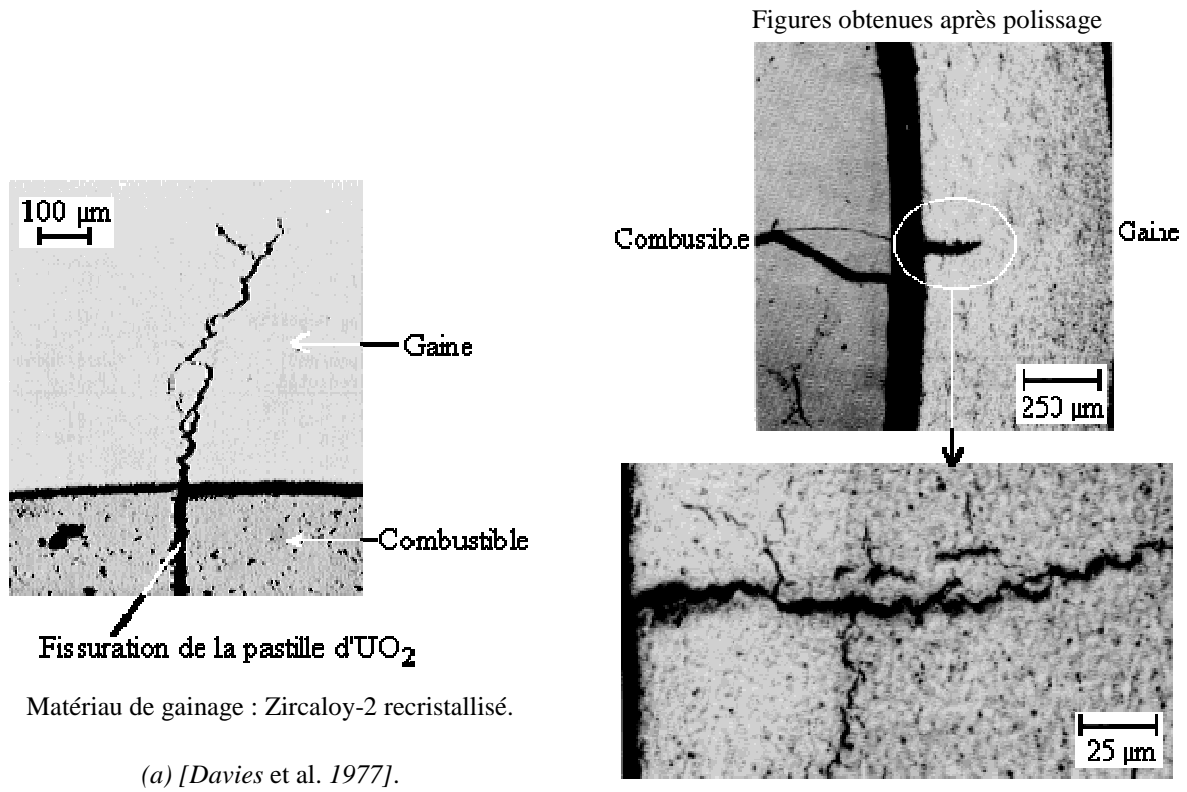 Figures obtenues après polissage
100 µm
Gaine
Combustible
Fissuration de la pastille d'UO2
Matériau de gainage : Zircaloy-2 recristallisé.
(a) [Davies et al. 1977].
Combustible
Gaine
250 µm
25 µm